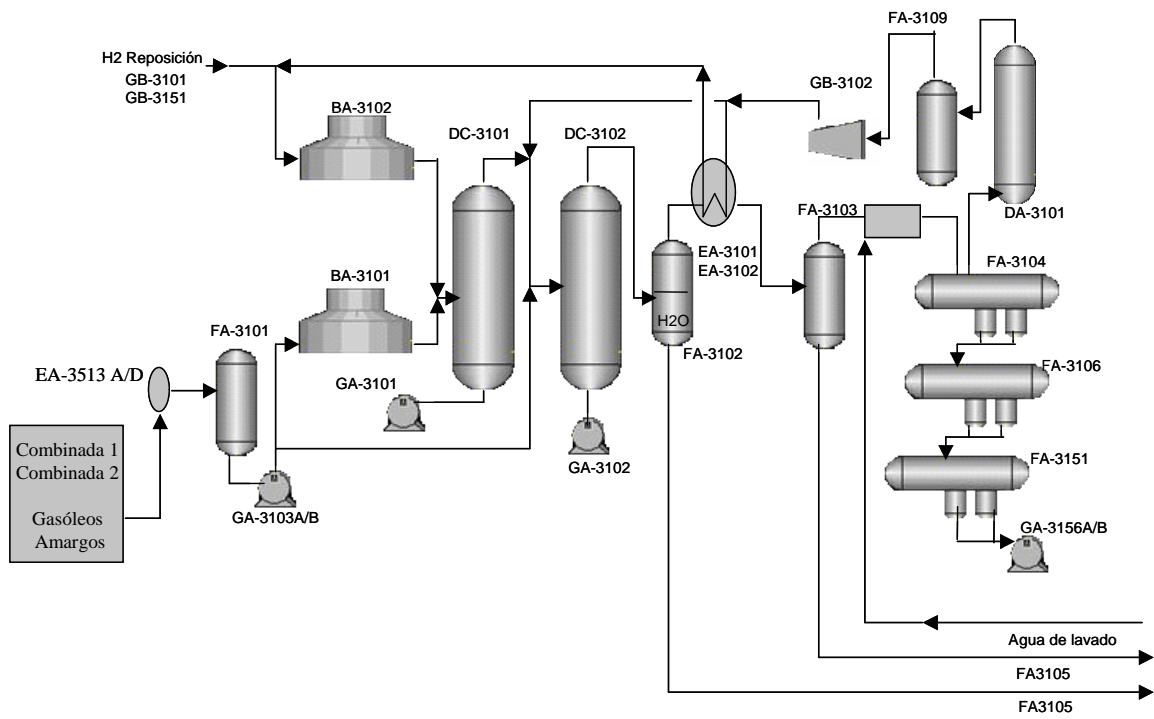 FA-3109
H2 Reposición
GB-3101
GB-3151
GB-3102
BA-3102
DC-3101
DC-3102
DA-3101
FA-3103
EA-3101
EA-3102
FA-3104
BA-3101
H2O
FA-3101
FA-3102
FA-3106
EA-3513 A/D
GA-3101
Combinada 1
Combinada 2
Gasóleos
Amargos
GA-3102
FA-3151
GA-3103A/B
GA-3156A/B
Agua de lavado
FA3105
FA3105